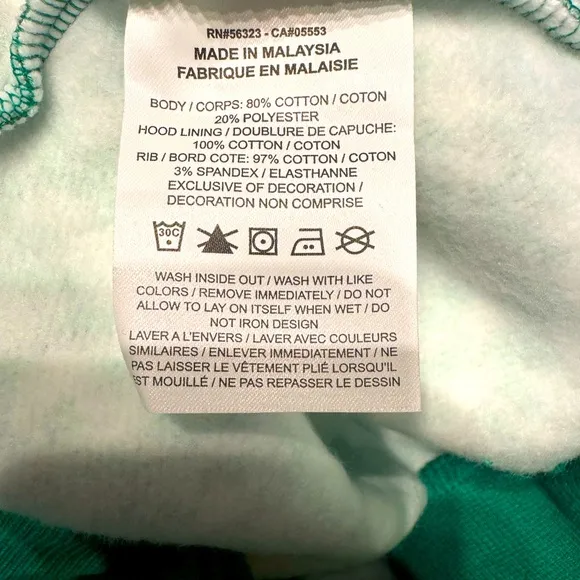 RN#56323 - CA#05553
MADE IN MALAYSIA
FABRIQUE EN MALAISIE
BODY / CORPS: 80% COTTON / COTON
20% POLYESTER
HOOD LINING / DOUBLURE DE CAPUCHE:
100% COTTON / COTON
RIB / BORD COTE: 97% COTTON / COTON
3% SPANDEX / ELASTHANNE
EXCLUSIVE OF DECORATION /
DECORATION NON COMPRISE
30C
WASH INSIDE OUT / WASH WITH LIKE
COLORS / REMOVE IMMEDIATELY / DO NOT
ALLOW TO LAY ON ITSELF WHEN WET / DO
NOT IRON DESIGN
LAVER A L'ENVERS / LAVER AVEC COULEURS
SIMILAIRES / ENLEVER IMMEDIATEMENT / NE
PAS LAISSER LE VÊTEMENT PLIÉ LORSQU'IL
EST MOUILLÉ / NE PAS REPASSER LE DESSIN